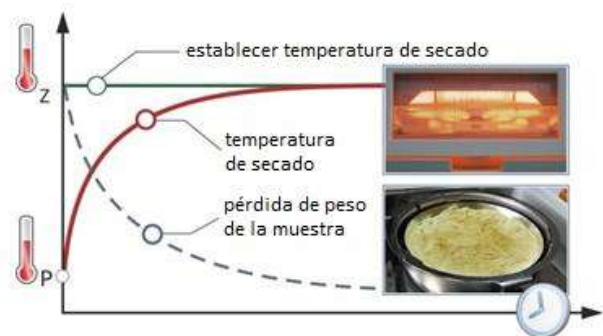 establecer temperatura de secado
Z
temperatura
de secado
pérdida de peso
de la muestra
P